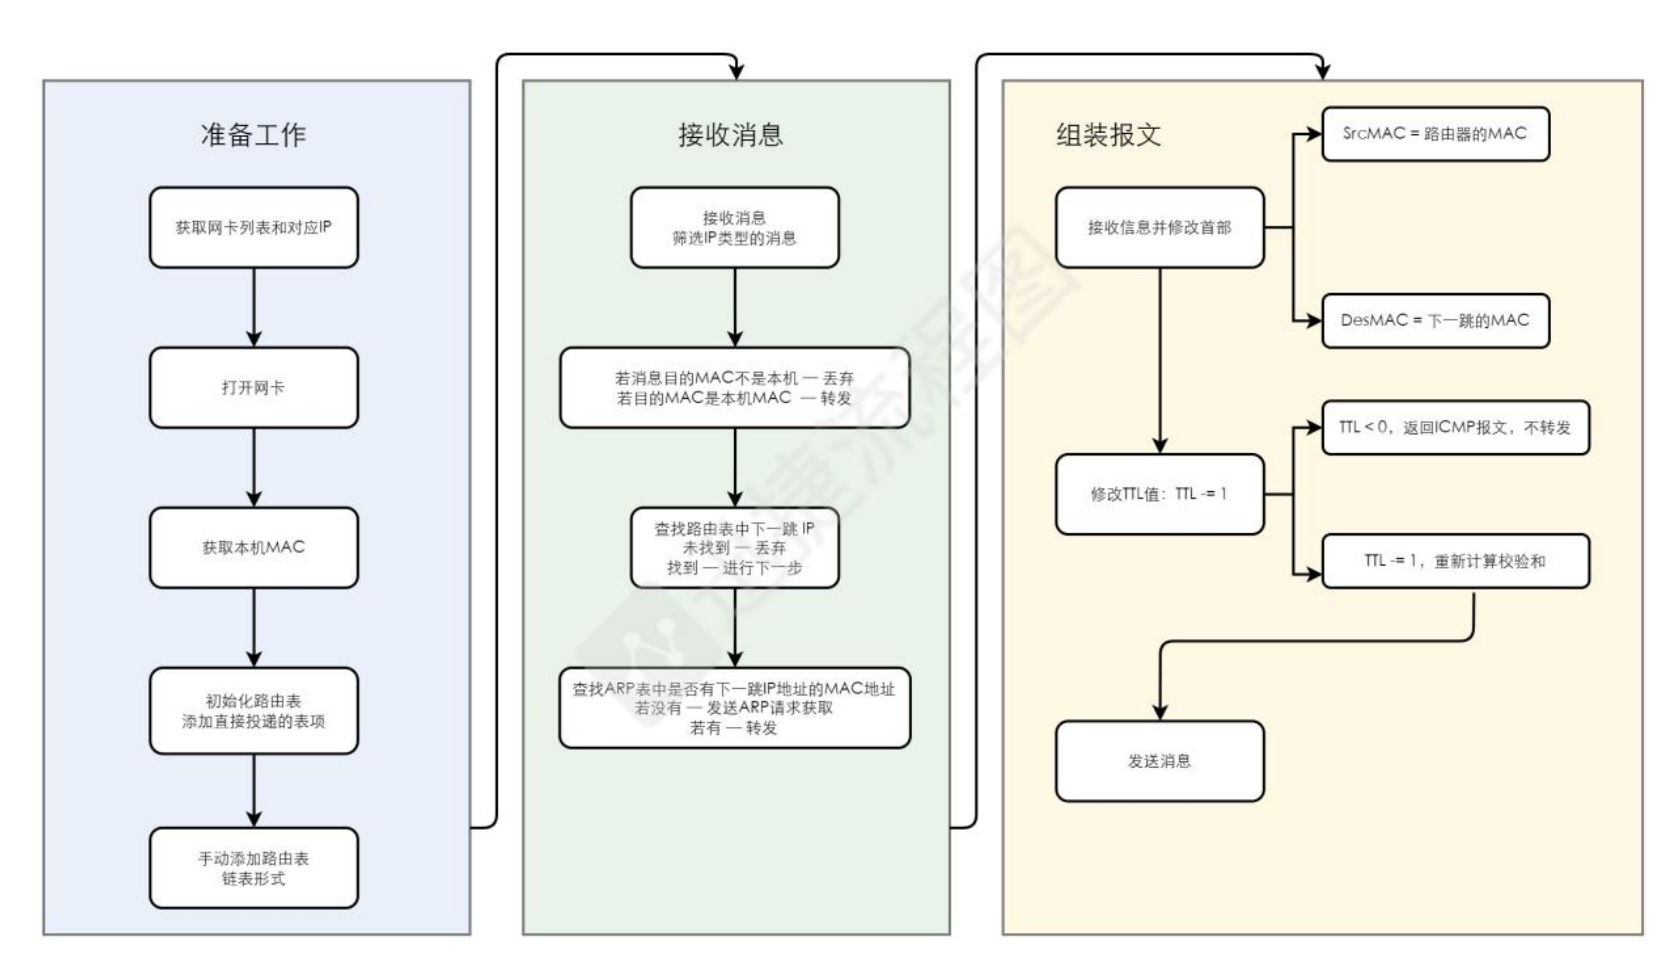 准备工作
获取网卡列表和对应IP
打开网卡
获取本机MAC
初始化路由表
添加直接投递的表项
手动添加路由表
链表形式
接收消息
接收消息
筛选IP类型的消息
若消息目的MAC不是本机 — 丢弃
若目的MAC是本机MAC — 转发
查找路由表中下一跳 IP
未找到 — 丢弃
找到 — 进行下一步
查找ARP表中是否有下一跳IP地址的MAC地址
若没有 — 发送ARP请求获取
若有 — 转发
组装报文
接收信息并修改首部
SrcMAC = 路由器的MAC
DesMAC = 下一跳的MAC
修改TTL值：TTL -= 1
TTL < 0，返回ICMP报文，不转发
TTL -= 1，重新计算校验和
发送消息
迅捷流程图